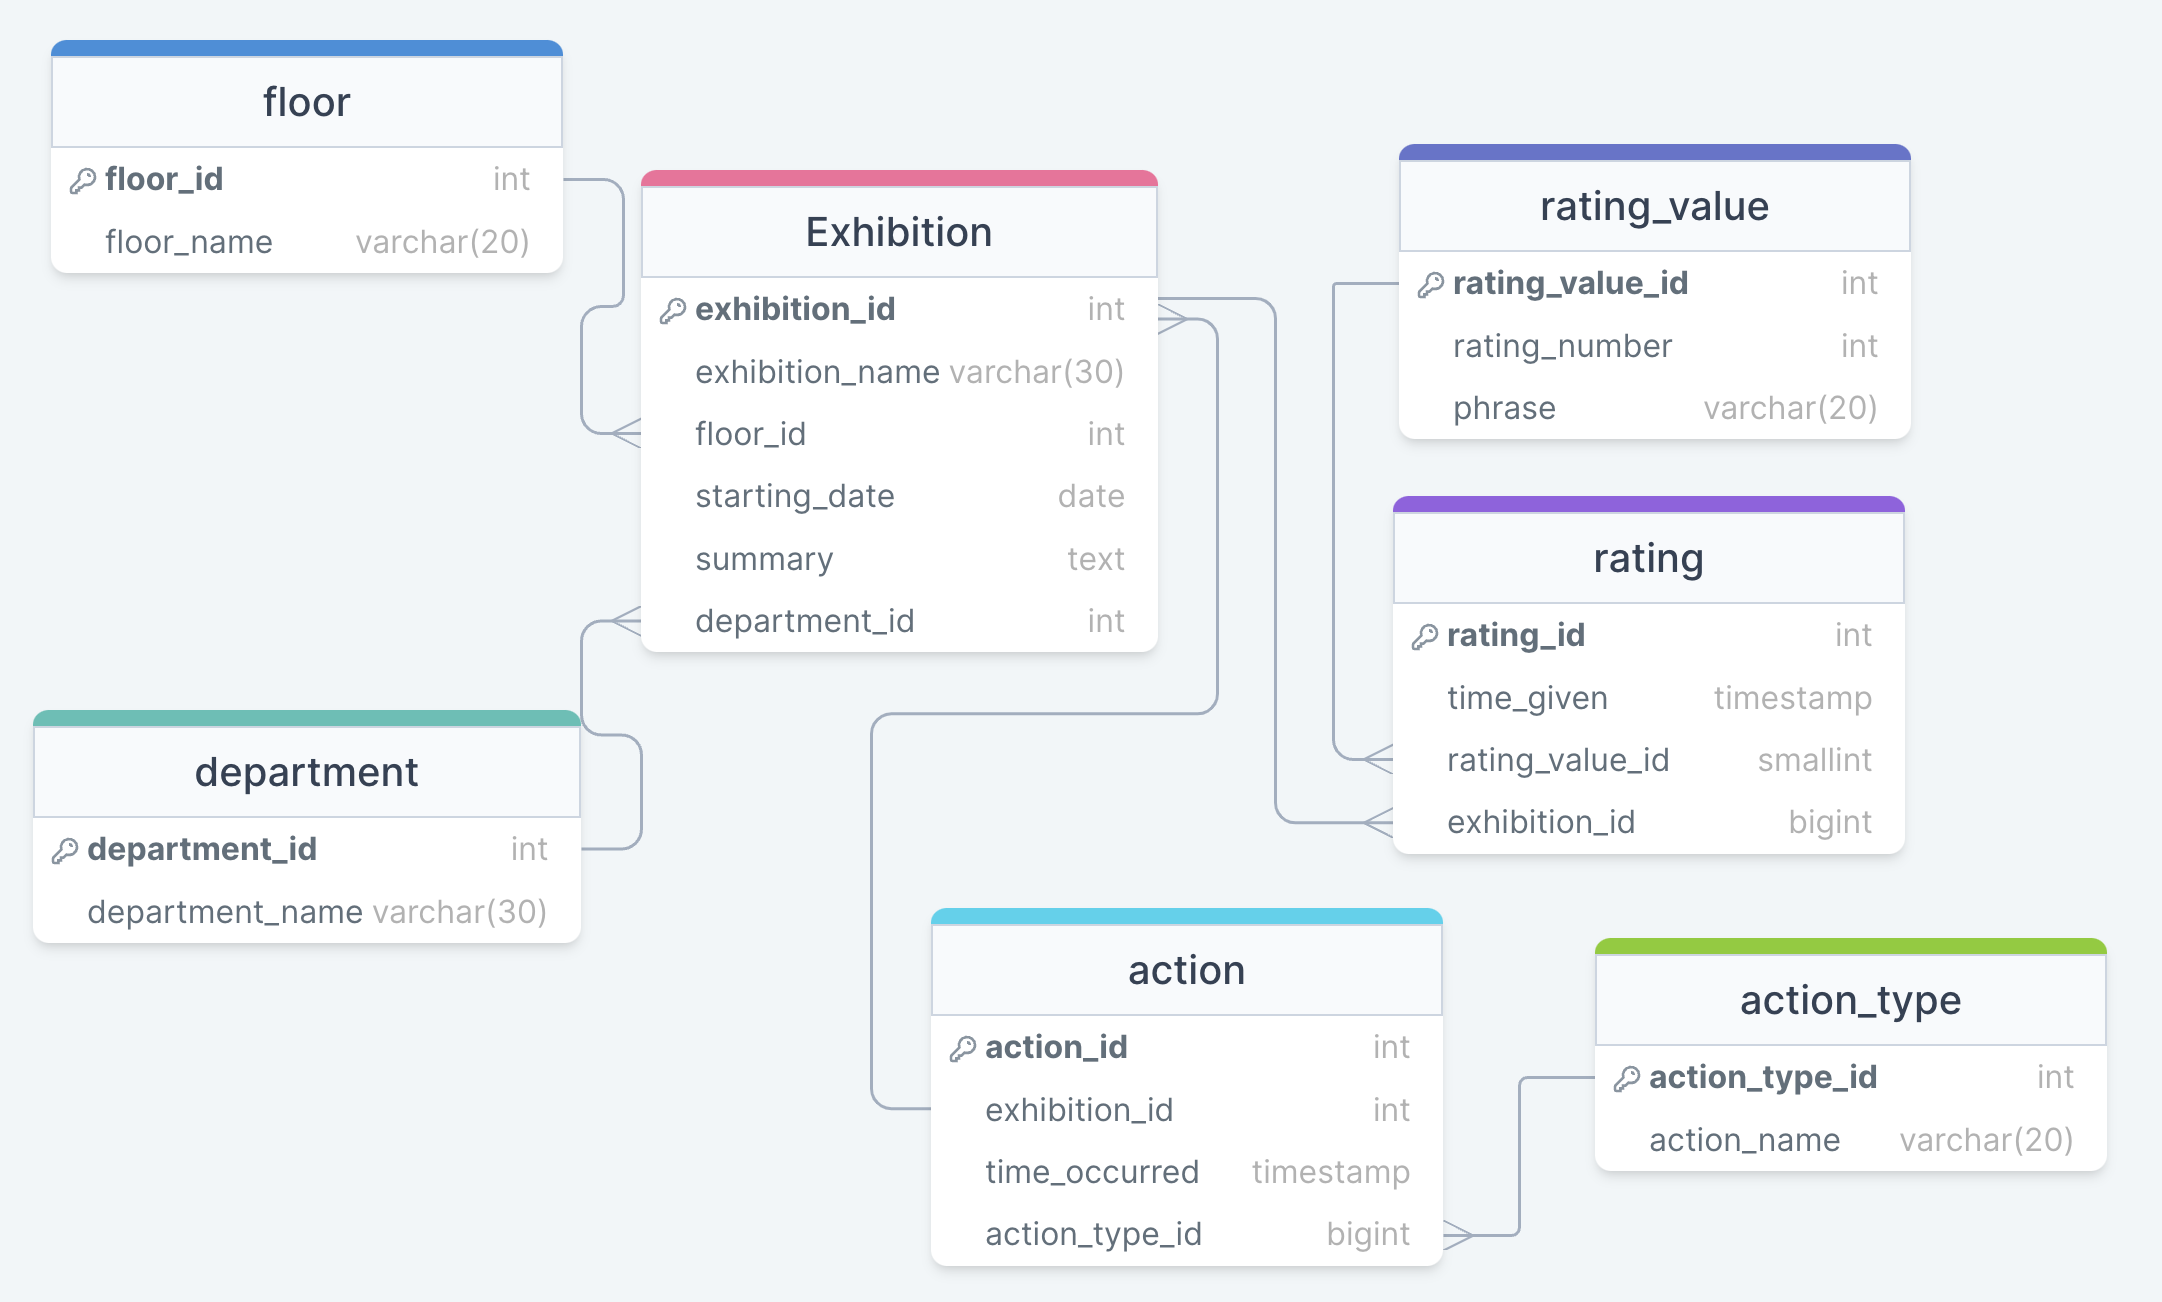 floor
floor_id int
floor_name varchar(20)
Exhibition
exhibition_id int
exhibition_name varchar(30)
floor_id int
starting_date date
summary text
department_id int
rating_value
rating_value_id int
rating_number int
phrase varchar(20)
rating
rating_id int
time_given timestamp
rating_value_id smallint
exhibition_id bigint
department
department_id int
department_name varchar(30)
action
action_id int
exhibition_id int
time_occurred timestamp
action_type_id bigint
action_type
action_type_id int
action_name varchar(20)